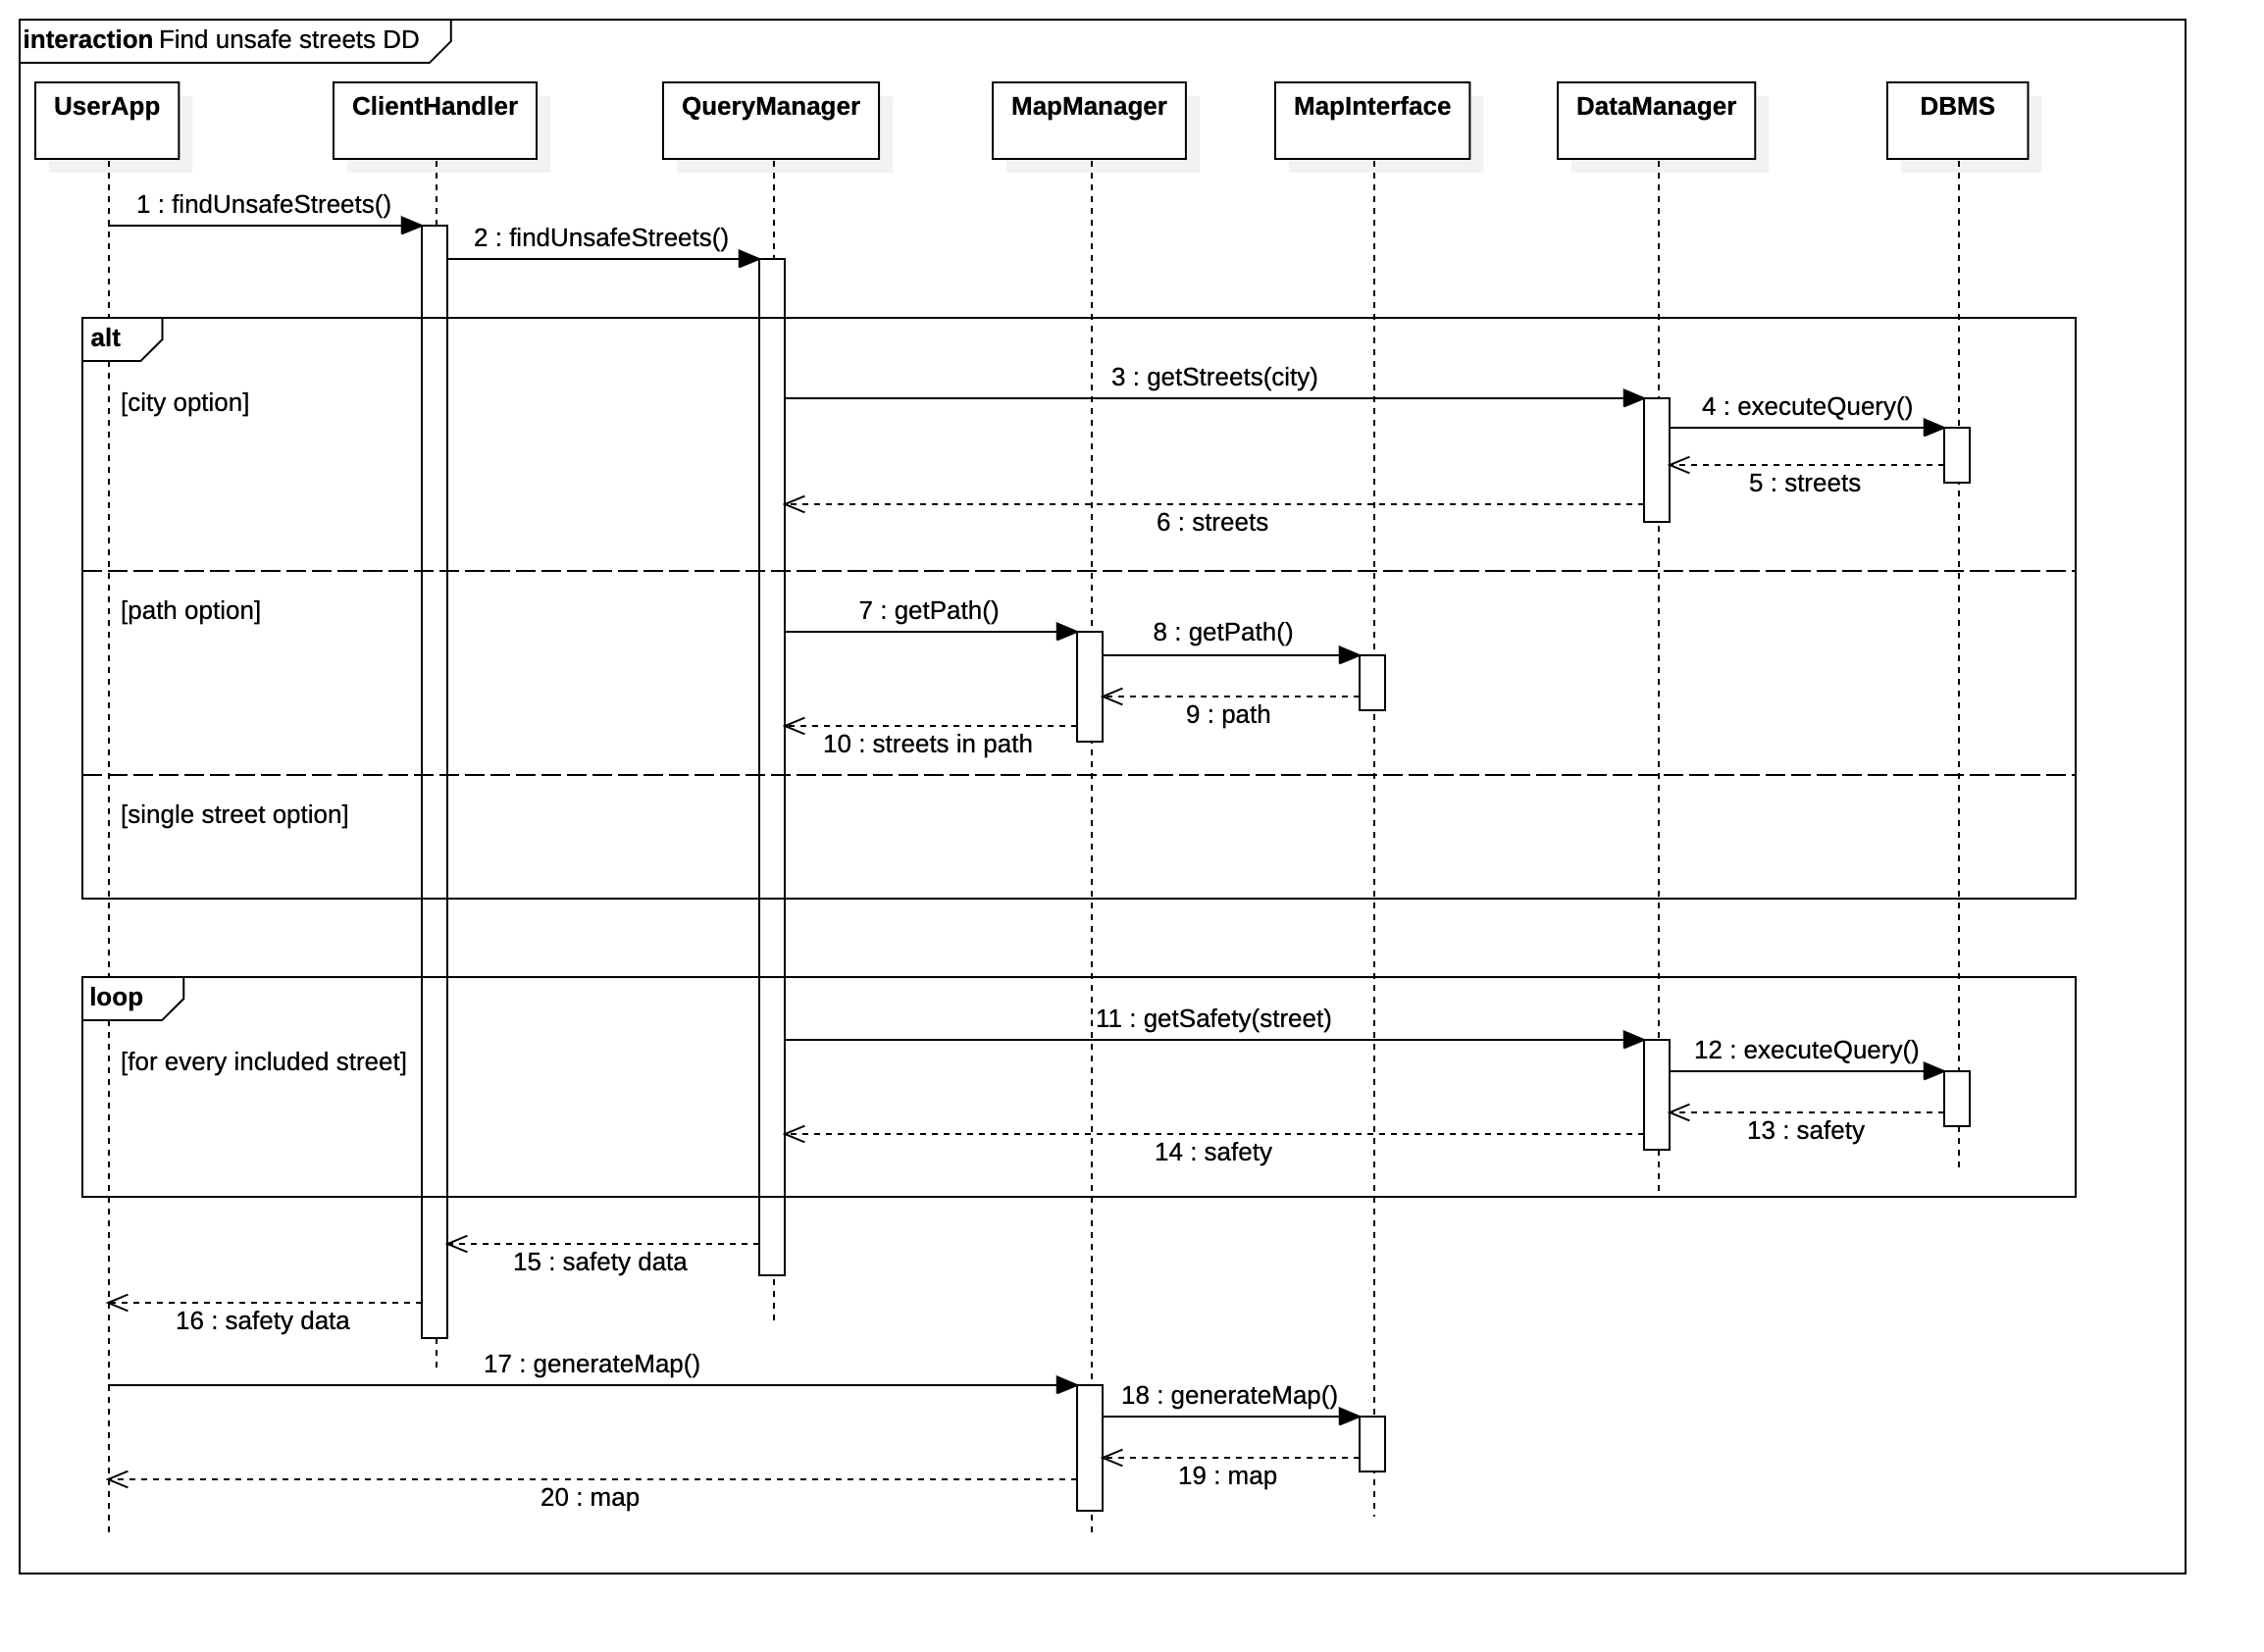 interaction Find unsafe streets DD
UserApp
ClientHandler
QueryManager
MapManager
MapInterface
DataManager
DBMS
1 : findUnsafeStreets()
2 : findUnsafeStreets()
alt
[city option]
3 : getStreets(city)
4 : executeQuery()
5 : streets
6 : streets
[path option]
7 : getPath()
8 : getPath()
9 : path
10 : streets in path
[single street option]
loop
[for every included street]
11 : getSafety(street)
12 : executeQuery()
13 : safety
14 : safety
15 : safety data
16 : safety data
17 : generateMap()
18 : generateMap()
19 : map
20 : map